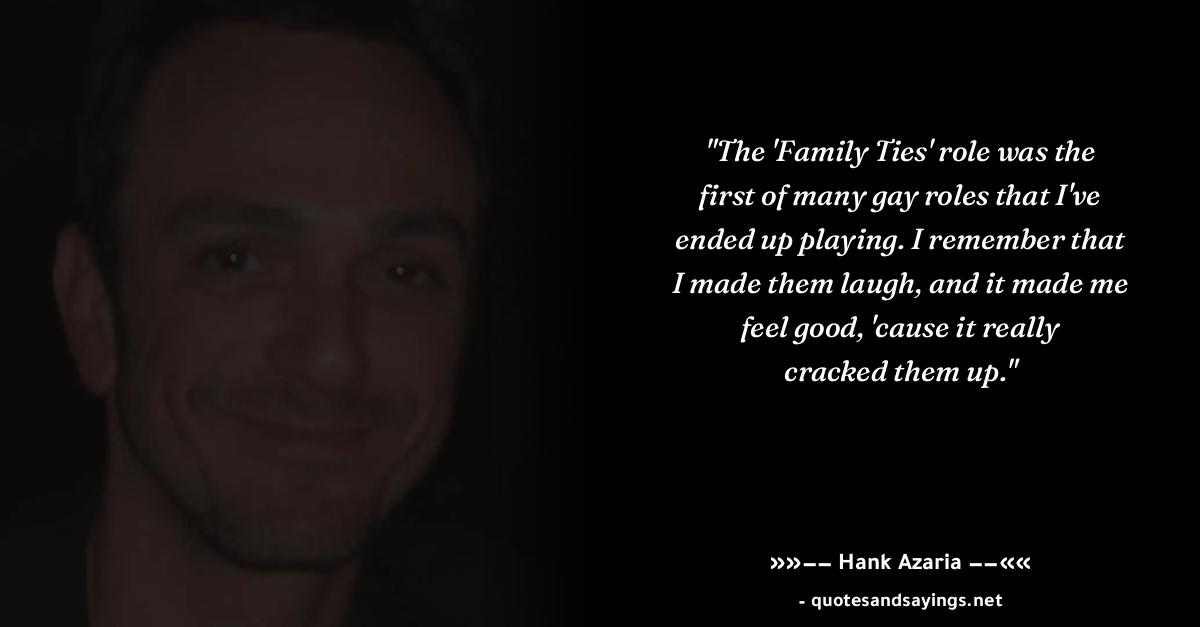 "The 'Family Ties' role was the
first of many gay roles that I've
ended up playing. I remember that
I made them laugh, and it made me
feel good, 'cause it really
cracked them up."
»»−− Hank Azaria −−««
- quotesandsayings.net